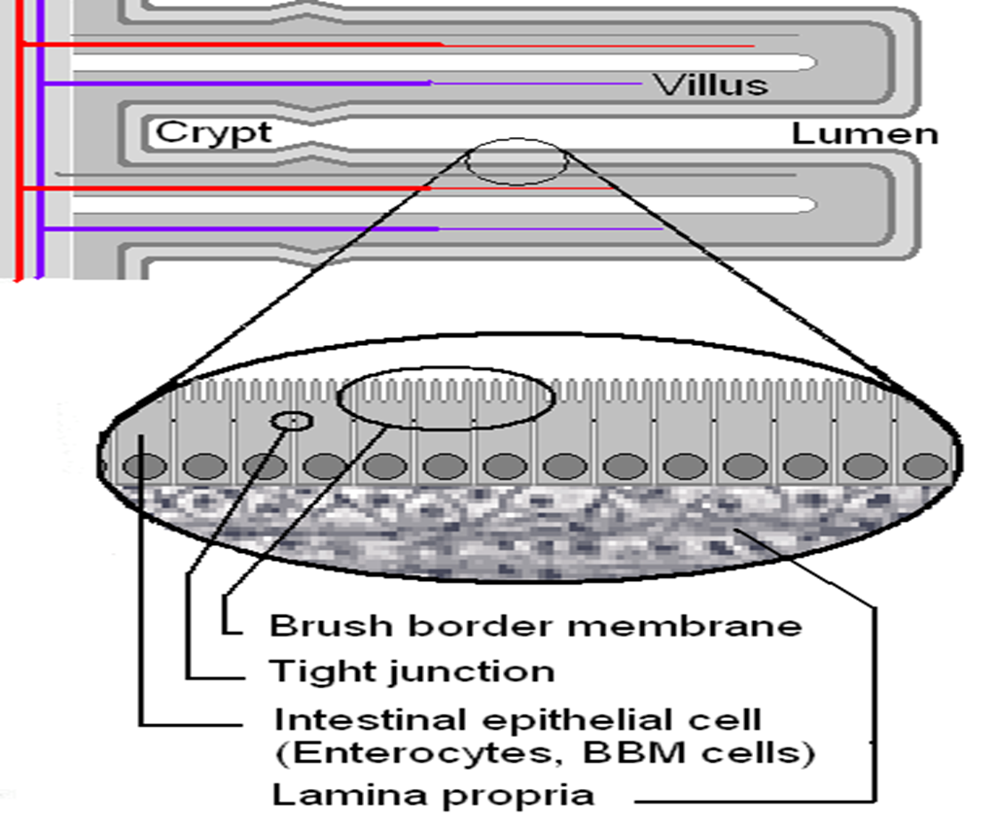 Villus
Crypt
Lumen
Brush border membrane
Tight junction
Intestinal epithelial cell
(Enterocytes, BBM cells)
Lamina propria